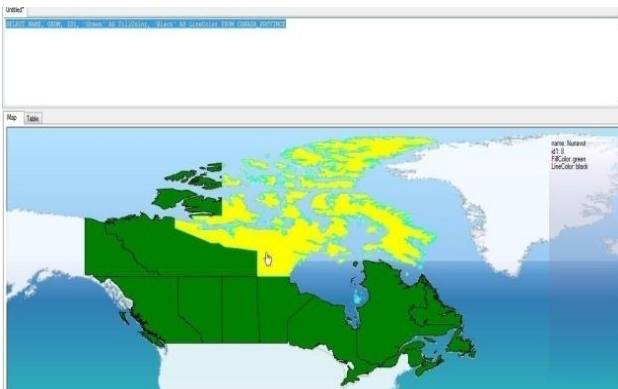 Untitled*
SELECT NAME, GEOM, ID1, 'Green' AS FillColor, 'Black' AS LineColor FROM CANADA_PROVINCE
Map Table
name: Nunavut
id1: 8
FillColor: green
LineColor: black